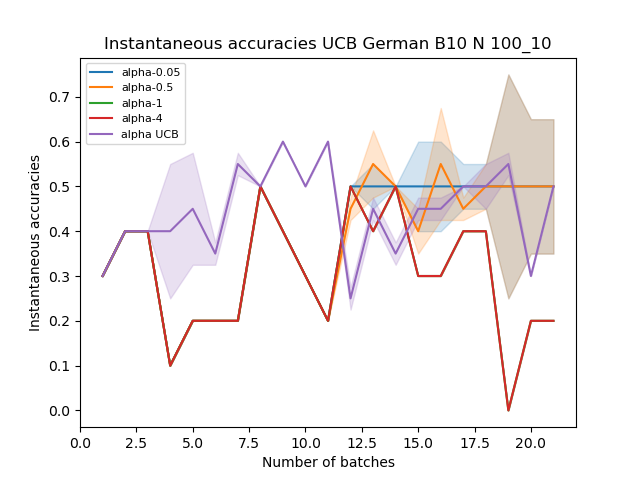 Instantaneous accuracies UCB German B10 N 100_10
alpha-0.05
alpha-0.5
alpha-1
alpha-4
alpha UCB
Instantaneous accuracies
0.7
0.6
0.5
0.4
0.3
0.2
0.1
0.0
0.0 2.5 5.0 7.5 10.0 12.5 15.0 17.5 20.0
Number of batches